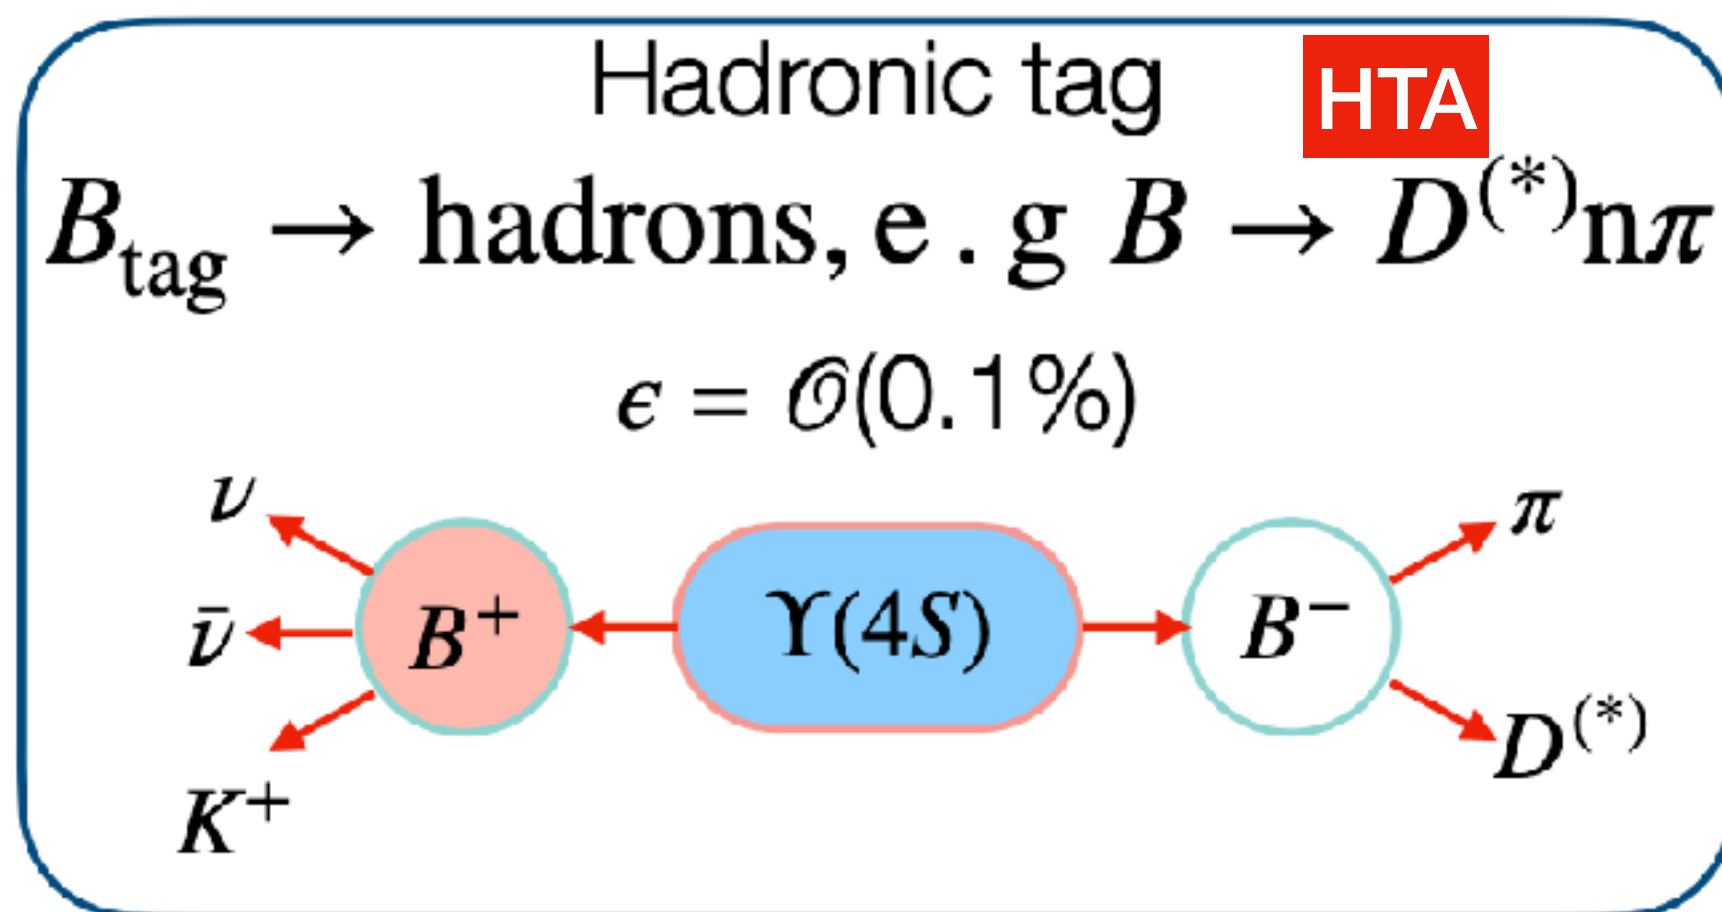 Hadronic tag HTA
B_tag → hadrons, e . g B → D^(*)nπ
ϵ = 𝒪(0.1%)
ν
π
ν̄
B⁺
Υ(4S)
B⁻
K⁺
D^(*)